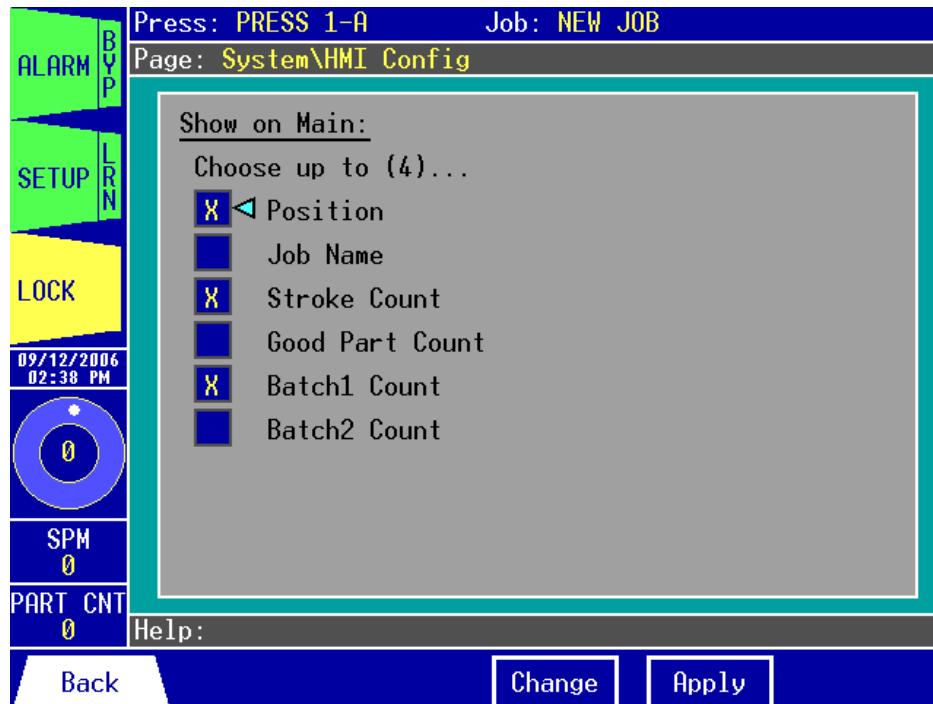 Press: PRESS 1-A Job: NEW JOB
Page: System\HMI Config
ALARM BYP
SETUP LRN
LOCK
09/12/2006
02:38 PM
0
SPM
0
PART CNT
0
Show on Main:
Choose up to (4)...
X Position
Job Name
X Stroke Count
Good Part Count
X Batch1 Count
Batch2 Count
Help:
Back Change Apply